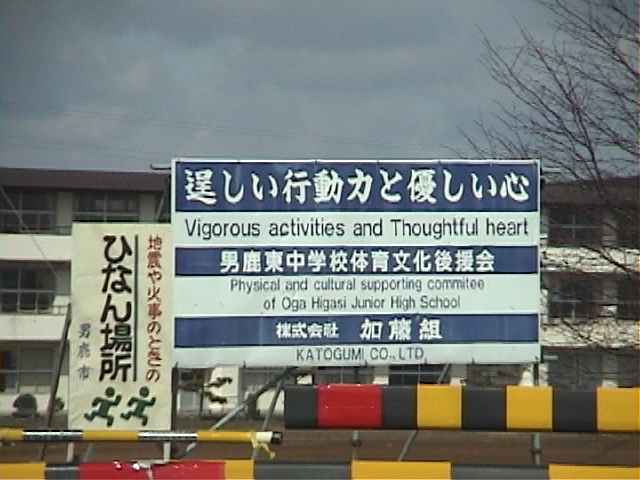 逞しい行動力と優しい心
Vigorous activities and Thoughtful heart
男鹿東中学校体育文化後援会
Physical and cultural supporting commitee
of Oga Higasi Junior High School
株式会社 加藤組
KATOGUMI CO., LTD
地震や火事のときの
ひなん場所
男鹿市